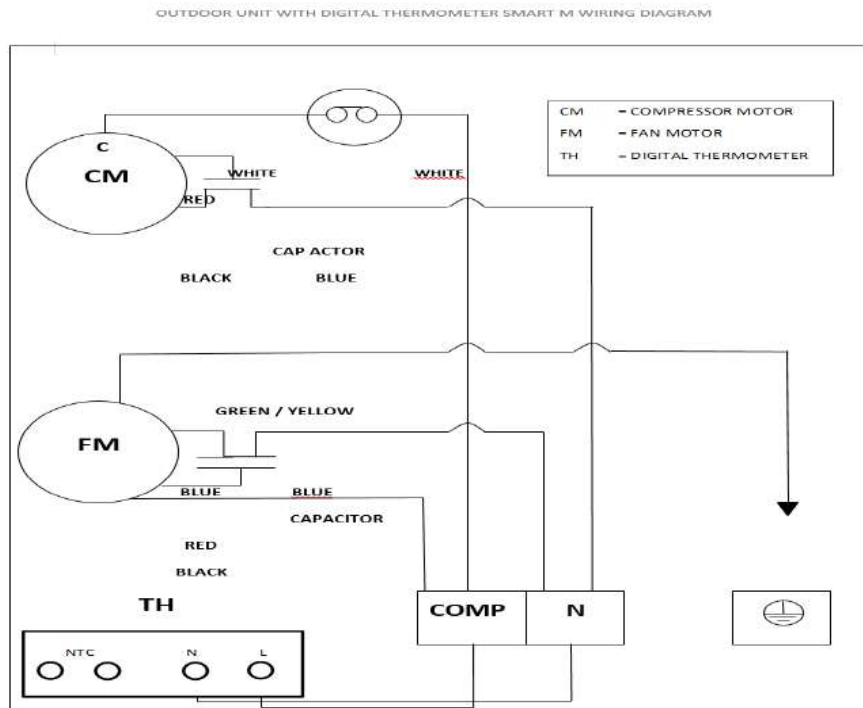 OUTDOOR UNIT WITH DIGITAL THERMOMETER SMART M WIRING DIAGRAM
CM = COMPRESSOR MOTOR
FM = FAN MOTOR
TH = DIGITAL THERMOMETER
C
CM
WHITE
WHITE
RED
CAP ACTOR
BLACK BLUE
GREEN / YELLOW
FM
BLUE BLUE
CAPACITOR
RED
BLACK
TH
COMP N
NTC N L